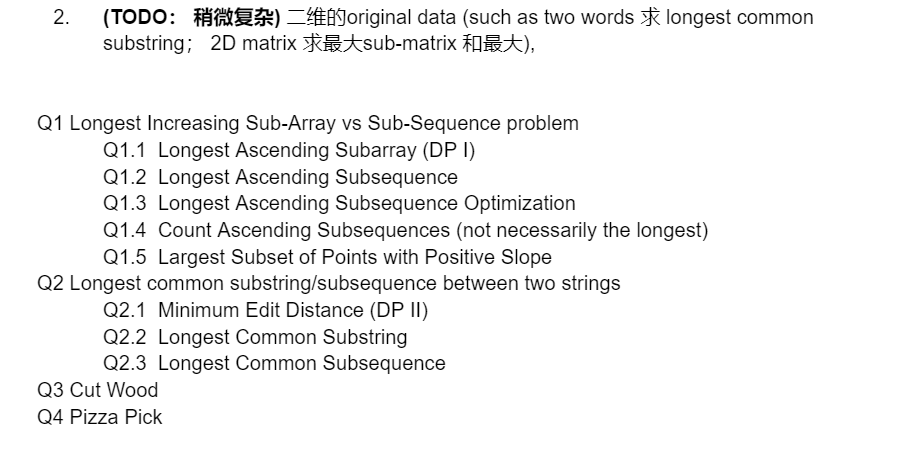 2. (TODO： 稍微复杂) 二维的original data (such as two words 求 longest common
substring； 2D matrix 求最大sub-matrix 和最大),
Q1 Longest Increasing Sub-Array vs Sub-Sequence problem
Q1.1 Longest Ascending Subarray (DP I)
Q1.2 Longest Ascending Subsequence
Q1.3 Longest Ascending Subsequence Optimization
Q1.4 Count Ascending Subsequences (not necessarily the longest)
Q1.5 Largest Subset of Points with Positive Slope
Q2 Longest common substring/subsequence between two strings
Q2.1 Minimum Edit Distance (DP II)
Q2.2 Longest Common Substring
Q2.3 Longest Common Subsequence
Q3 Cut Wood
Q4 Pizza Pick